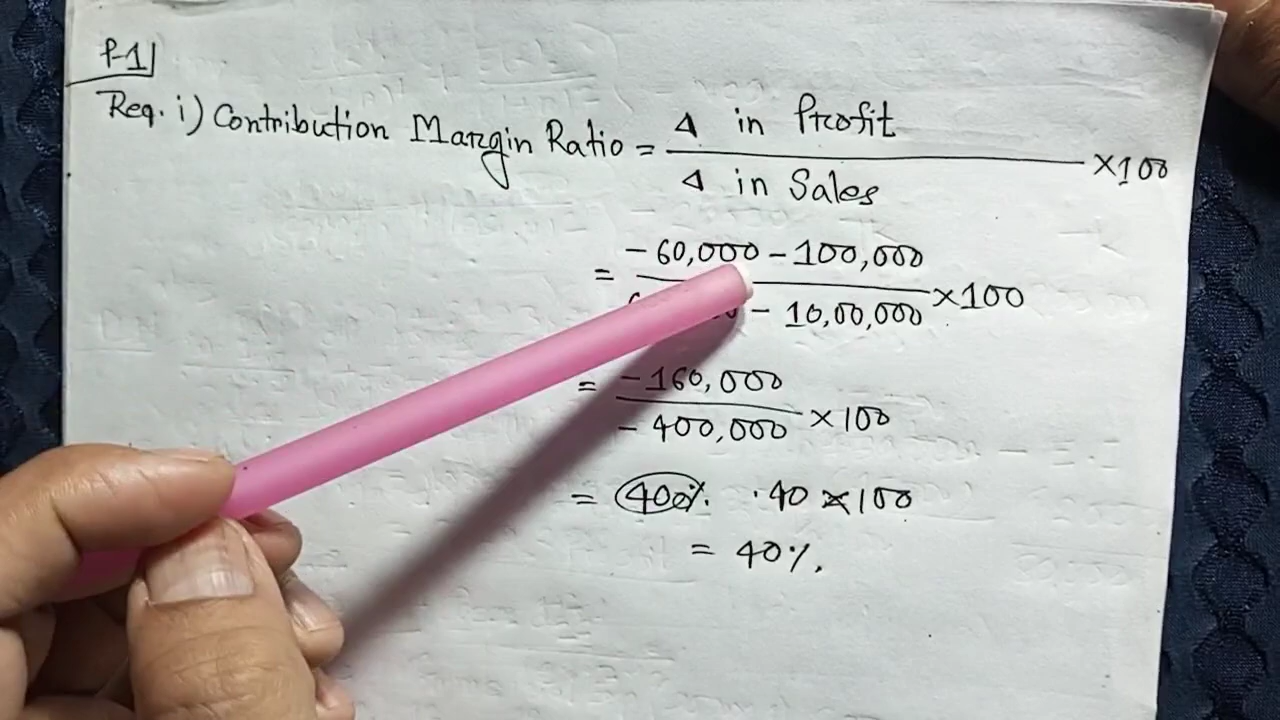 P-1
Req. i) Contribution Margin Ratio = Δ in Profit / Δ in Sales ×100
= -60,000 - 100,000 / - 10,00,000 ×100
= -160,000 / - 400,000 ×100
= 40% .40 ×100
= 40%.